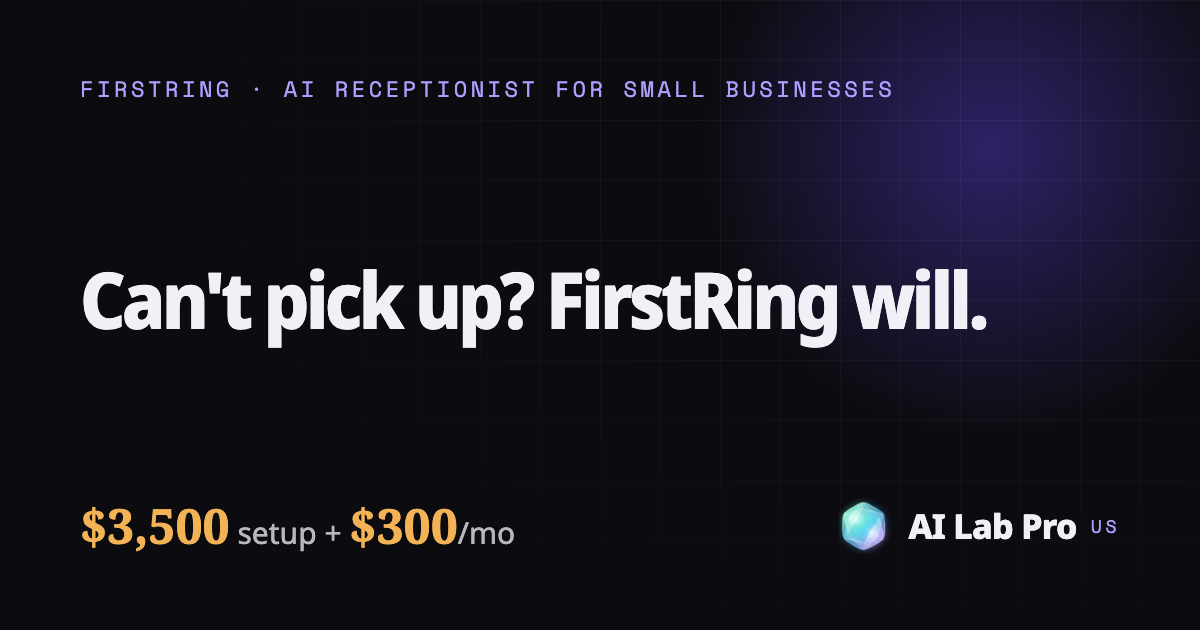 FIRSTRING · AI RECEPTIONIST FOR SMALL BUSINESSES
Can't pick up? FirstRing will.
$3,500 setup + $300/mo
AI Lab Pro US